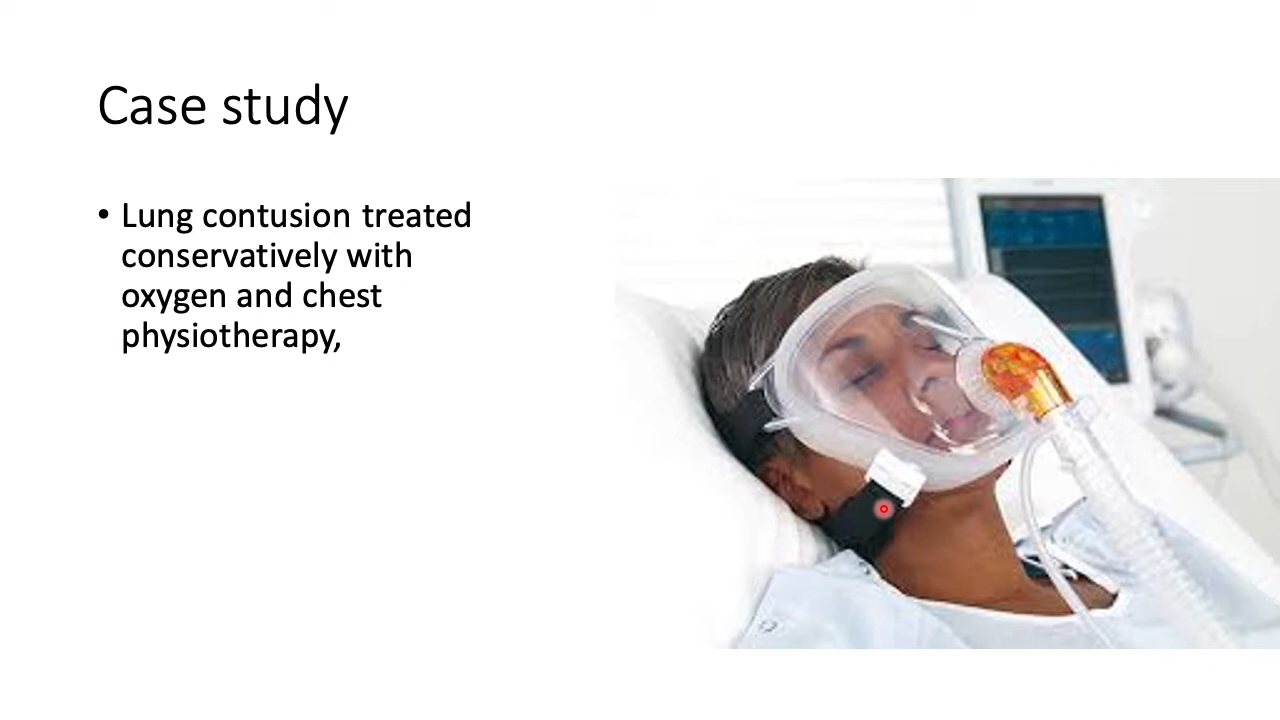 Case study
• Lung contusion treated
conservatively with
oxygen and chest
physiotherapy,